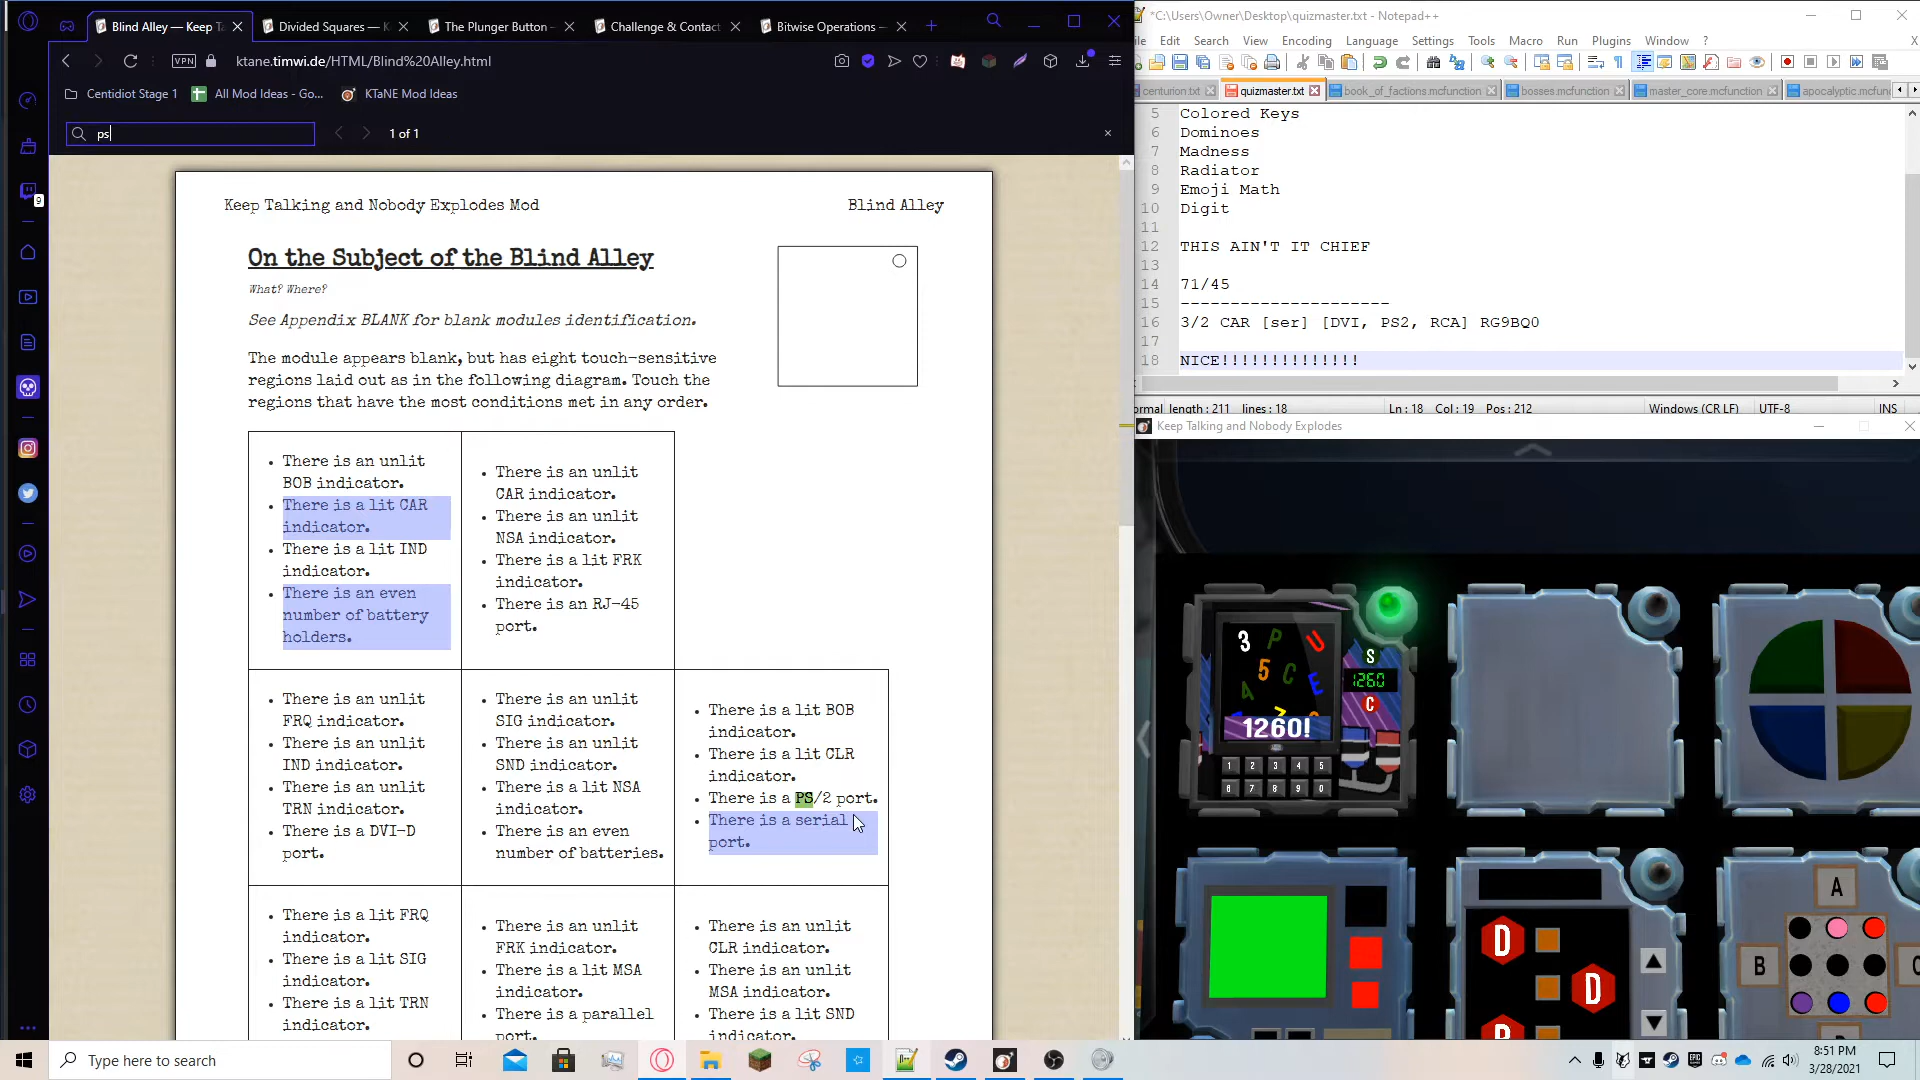 Blind Alley — Keep T
Divided Squares — K
The Plunger Button —
Challenge & Contact
Bitwise Operations —
VPN
ktane.timwi.de/HTML/Blind%20Alley.html
Centidiot Stage 1
All Mod Ideas - Go...
KTaNE Mod Ideas
ps
1 of 1
9
Keep Talking and Nobody Explodes Mod
Blind Alley
On the Subject of the Blind Alley
What? Where?
See Appendix BLANK for blank modules identification.
The module appears blank, but has eight touch-sensitive
regions laid out as in the following diagram. Touch the
regions that have the most conditions met in any order.
There is an unlit
BOB indicator.
There is a lit CAR
indicator.
There is a lit IND
indicator.
There is an even
number of battery
holders.
There is an unlit
CAR indicator.
There is an unlit
NSA indicator.
There is a lit FRK
indicator.
There is an RJ-45
port.
There is an unlit
FRQ indicator.
There is an unlit
IND indicator.
There is an unlit
TRN indicator.
There is a DVI-D
port.
There is an unlit
SIG indicator.
There is an unlit
SND indicator.
There is a lit NSA
indicator.
There is an even
number of batteries.
There is a lit BOB
indicator.
There is a lit CLR
indicator.
There is a PS/2 port.
There is a serial
port.
There is a lit FRQ
indicator.
There is a lit SIG
indicator.
There is a lit TRN
indicator.
There is an unlit
FRK indicator.
There is a lit MSA
indicator.
There is a parallel
port.
There is an unlit
CLR indicator.
There is an unlit
MSA indicator.
There is a lit SND
indicator.
*C:\Users\Owner\Desktop\quizmaster.txt - Notepad++
Edit Search View Encoding Language Settings Tools Macro Run Plugins Window ?
X
centurion.txt
quizmaster.txt
book_of_factions.mcfunction
bosses.mcfunction
master_core.mcfunction
apocalyptic.mcfunc
5 Colored Keys
6 Dominoes
7 Madness
8 Radiator
9 Emoji Math
10 Digit
11
12 THIS AIN'T IT CHIEF
13
14 71/45
15 ---------------------
16 3/2 CAR [ser] [DVI, PS2, RCA] RG9BQ0
17
18 NICE!!!!!!!!!!!!!!
ormal length : 211 lines : 18
Ln : 18 Col : 19 Pos : 212
Windows (CR LF)
UTF-8
INS
Keep Talking and Nobody Explodes
3 P U
5 C
A E
1260!
S
1260
C
1 2 3 4 5
6 7 8 9 0
D
D
A
B
Type here to search
8:51 PM
3/28/2021